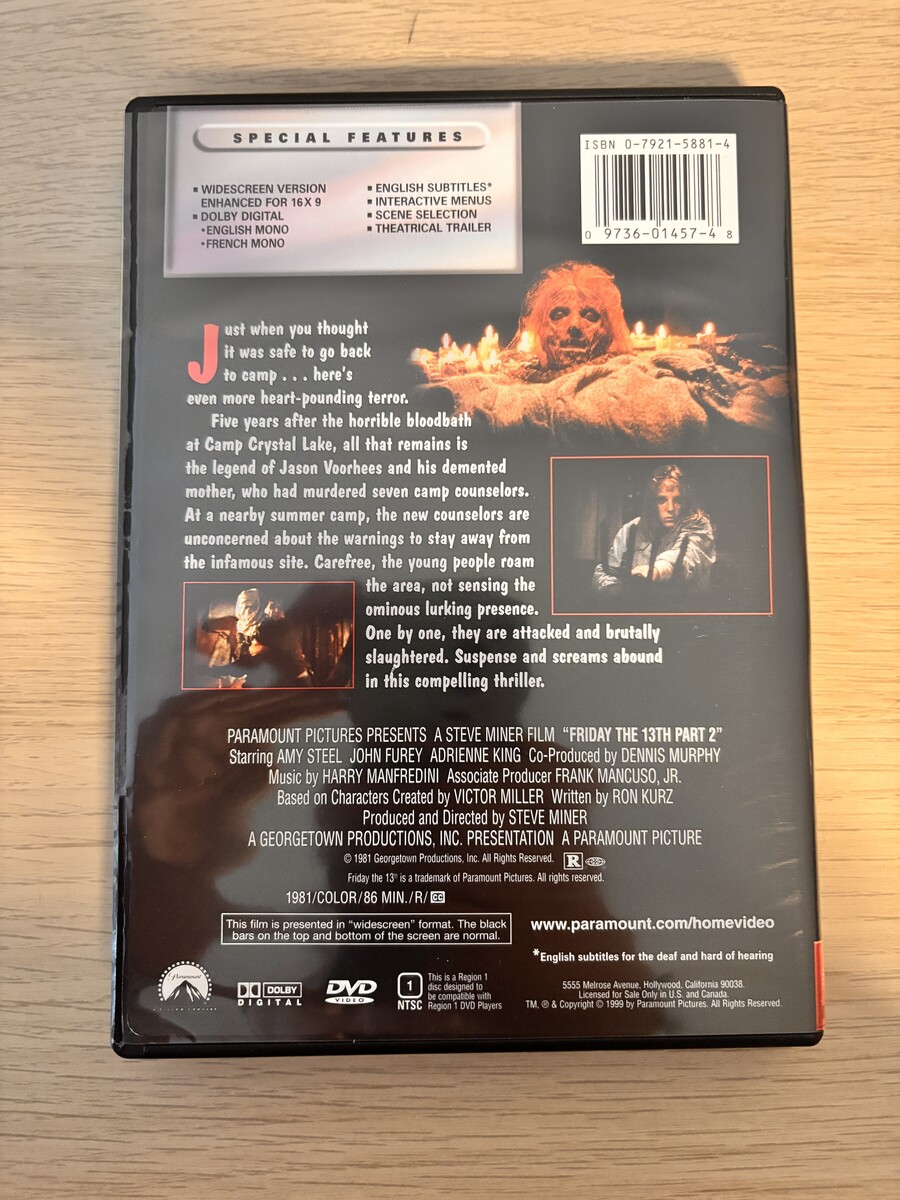 SPECIAL FEATURES
▪ WIDESCREEN VERSION
ENHANCED FOR 16X9
▪ DOLBY DIGITAL
•ENGLISH MONO
•FRENCH MONO
▪ ENGLISH SUBTITLES*
▪ INTERACTIVE MENUS
▪ SCENE SELECTION
▪ THEATRICAL TRAILER
ISBN 0-7921-5881-4
0 9736-01457-4 8
Just when you thought
it was safe to go back
to camp . . . here's
even more heart-pounding terror.
Five years after the horrible bloodbath
at Camp Crystal Lake, all that remains is
the legend of Jason Voorhees and his demented
mother, who had murdered seven camp counselors.
At a nearby summer camp, the new counselors are
unconcerned about the warnings to stay away from
the infamous site. Carefree, the young people roam
the area, not sensing the
ominous lurking presence.
One by one, they are attacked and brutally
slaughtered. Suspense and screams abound
in this compelling thriller.
PARAMOUNT PICTURES PRESENTS A STEVE MINER FILM "FRIDAY THE 13TH PART 2"
Starring AMY STEEL JOHN FUREY ADRIENNE KING Co-Produced by DENNIS MURPHY
Music by HARRY MANFREDINI Associate Producer FRANK MANCUSO, JR.
Based on Characters Created by VICTOR MILLER Written by RON KURZ
Produced and Directed by STEVE MINER
A GEORGETOWN PRODUCTIONS, INC. PRESENTATION A PARAMOUNT PICTURE
© 1981 Georgetown Productions, Inc. All Rights Reserved. R
Friday the 13th® is a trademark of Paramount Pictures. All rights reserved.
1981/COLOR/86 MIN./R/CC
This film is presented in "widescreen" format. The black
bars on the top and bottom of the screen are normal.
www.paramount.com/homevideo
*English subtitles for the deaf and hard of hearing
Paramount
DOLBY
DIGITAL
DVD
VIDEO
1
NTSC
This is a Region 1
disc designed to
be compatible with
Region 1 DVD Players
5555 Melrose Avenue, Hollywood, California 90038.
Licensed for Sale Only in U.S. and Canada.
TM, ® & Copyright © 1999 by Paramount Pictures. All Rights Reserved.